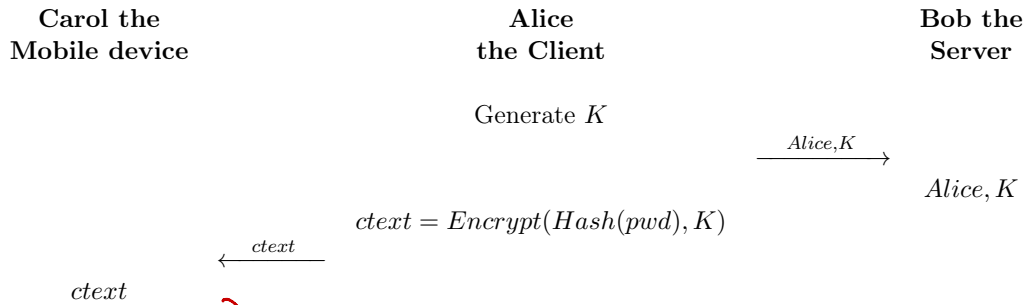 Carol the Mobile device
Alice the Client
Bob the Server
Generate K
Alice,K
Alice, K
ctext = Encrypt(Hash(pwd), K)
ctext
ctext